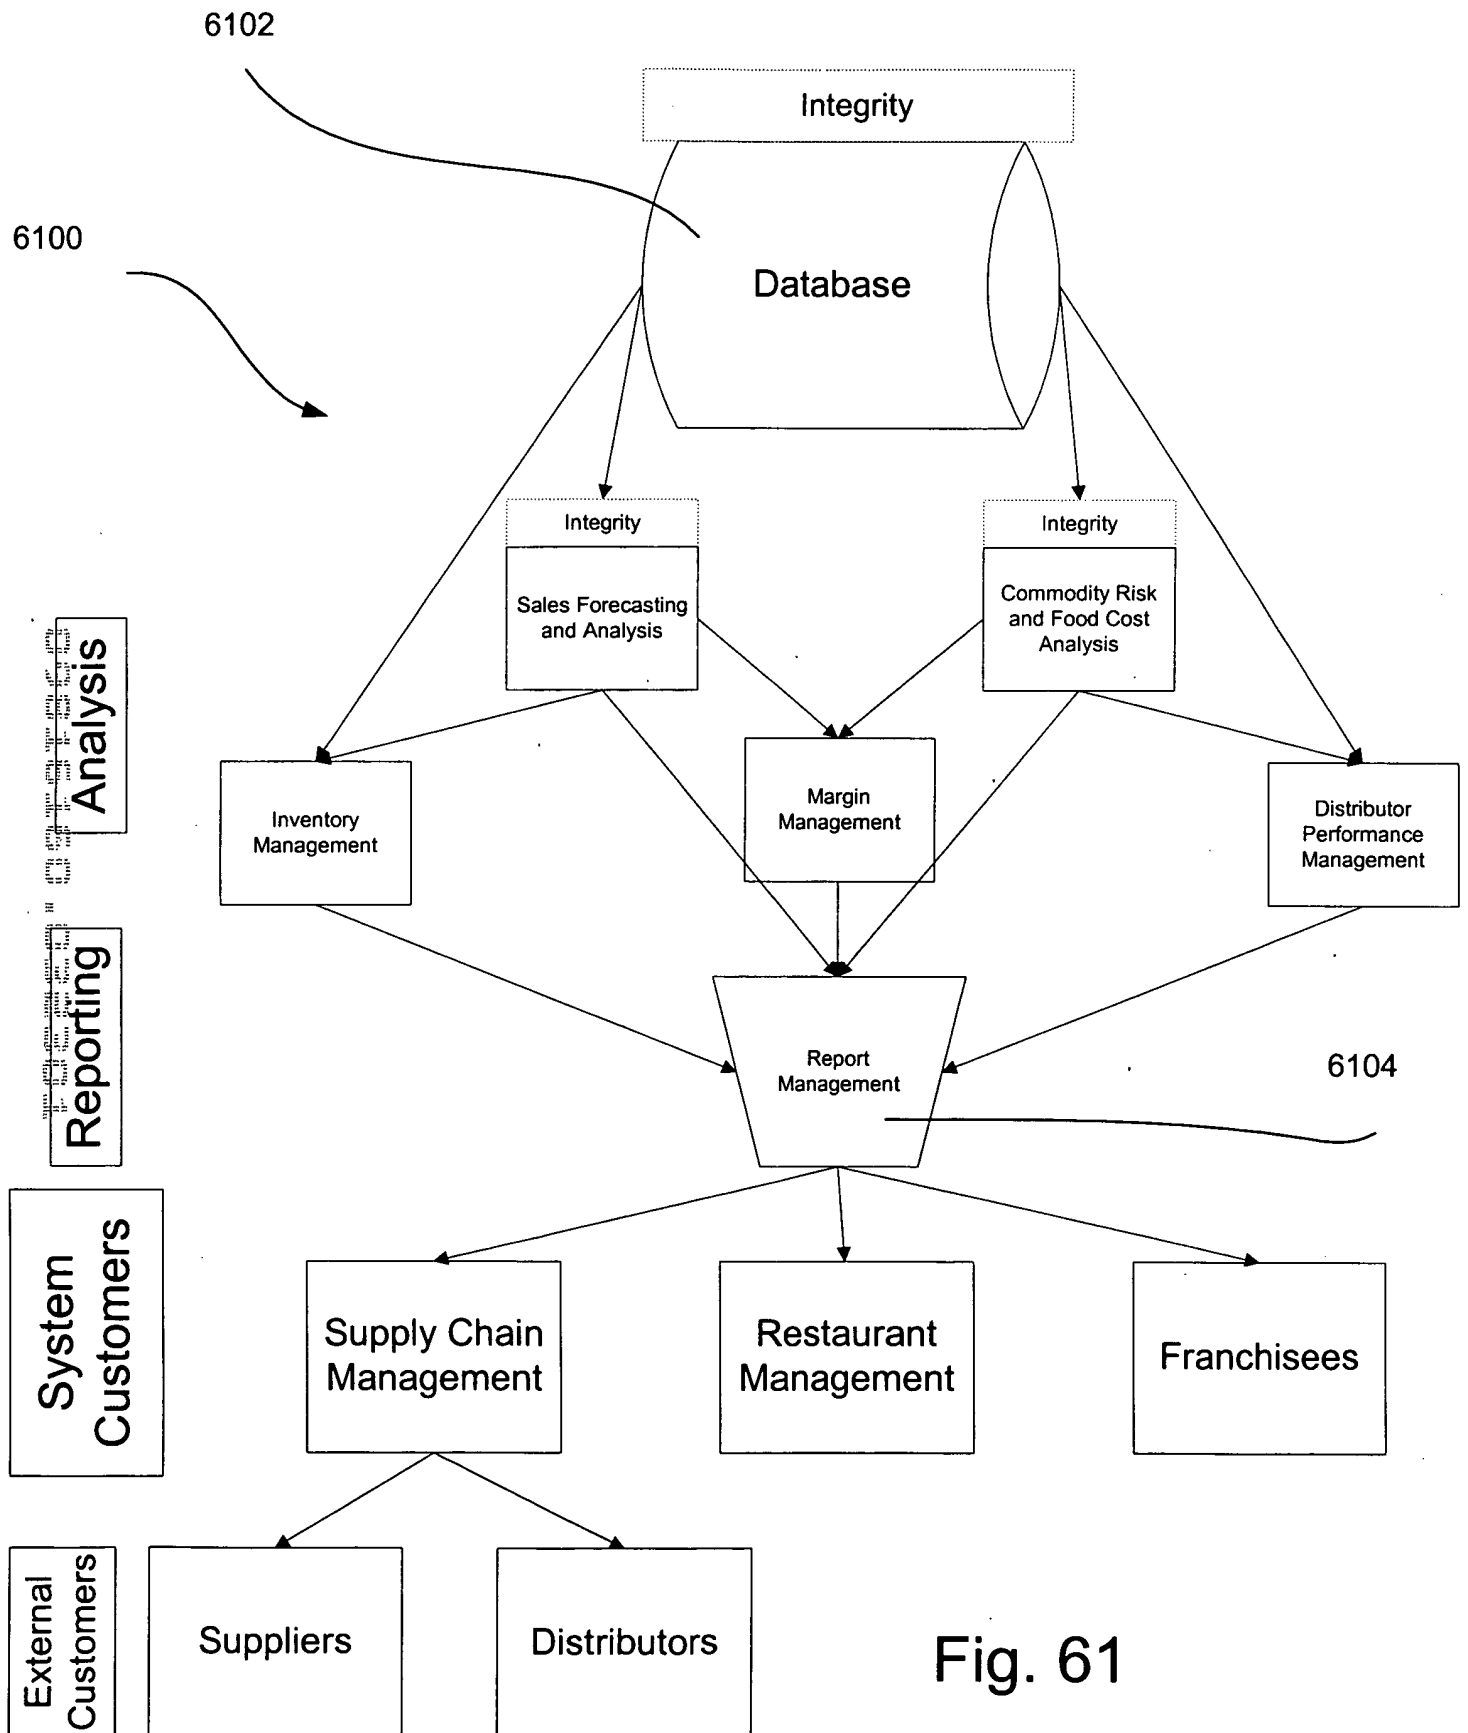 6102
Integrity
6100
Database
Integrity
Integrity
Sales Forecasting
and Analysis
Commodity Risk
and Food Cost
Analysis
Analysis
Inventory
Management
Margin
Management
Distributor
Performance
Management
Reporting
Report
Management
6104
System
Customers
Supply Chain
Management
Restaurant
Management
Franchisees
External
Customers
Suppliers
Distributors
Fig. 61